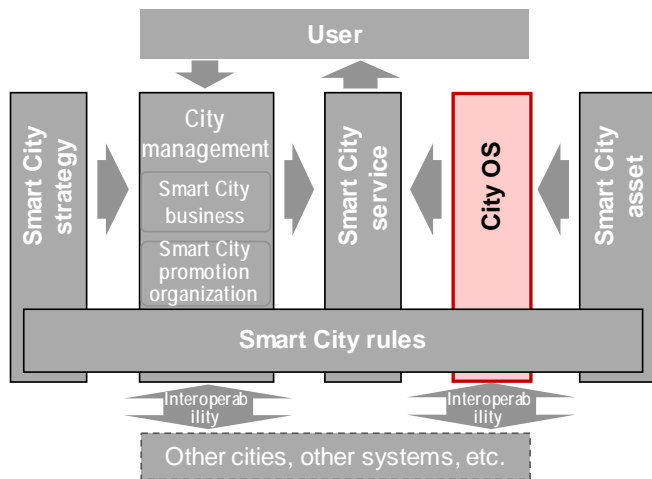 User
Smart City
strategy
City
management
Smart City
business
Smart City
promotion
organization
Smart City
service
City OS
Smart City
asset
Smart City rules
Interoperab
ility
Interoperab
ility
Other cities, other systems, etc.